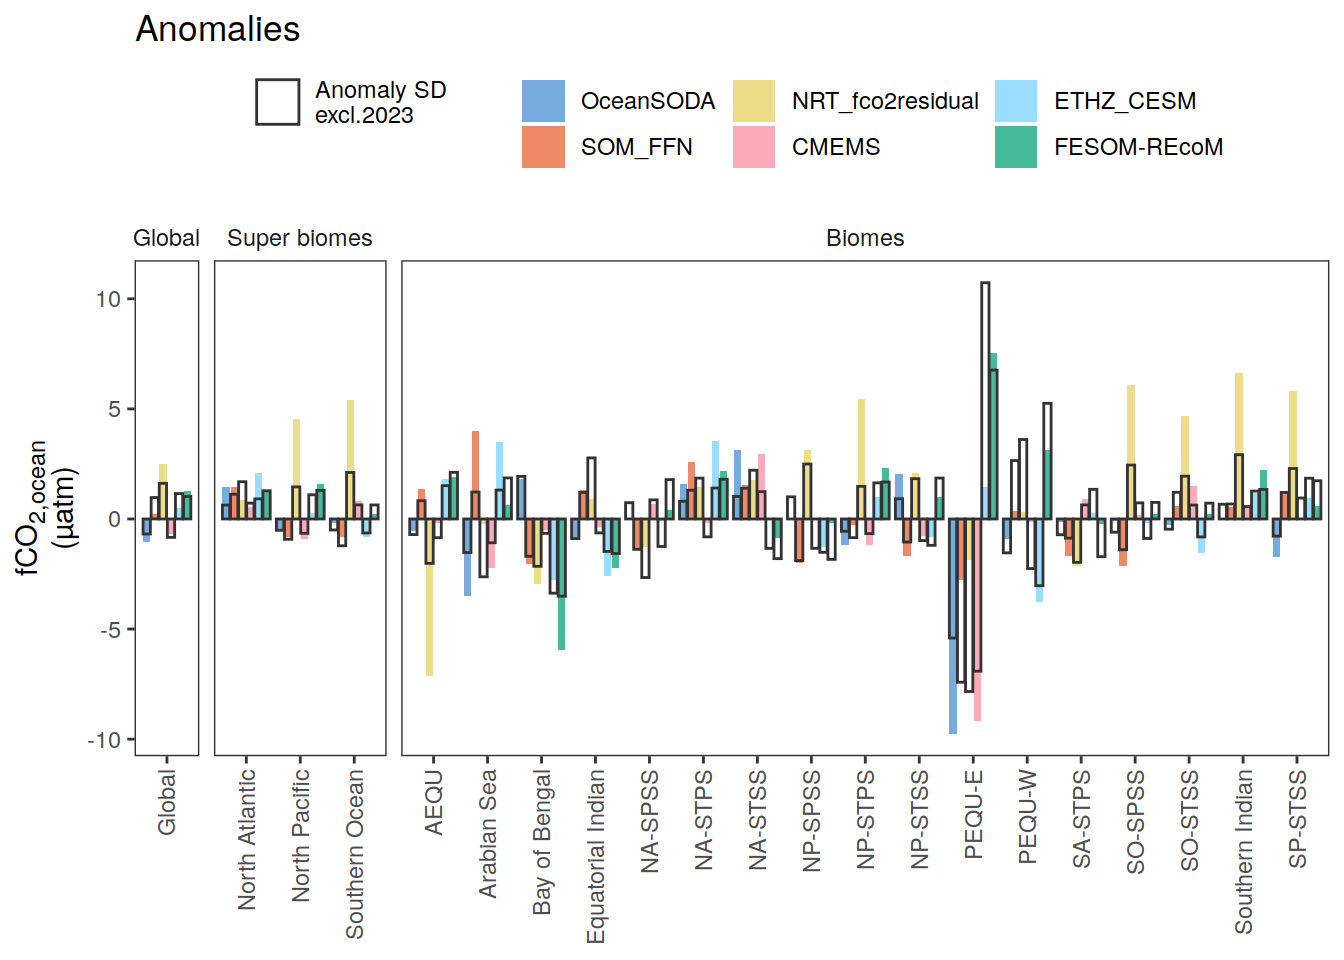 Anomalies
Anomaly SD
excl.2023
OceanSODA
NRT_fco2residual
ETHZ_CESM
SOM_FFN
CMEMS
FESOM-REcoM
Global
Super biomes
Biomes
fCO2,ocean
(µatm)
10
5
0
-5
-10
Global
North Atlantic
North Pacific
Southern Ocean
AEQU
Arabian Sea
Bay of Bengal
Equatorial Indian
NA-SPSS
NA-STPS
NA-STSS
NP-SPSS
NP-STPS
NP-STSS
PEQU-E
PEQU-W
SA-STPS
SO-SPSS
SO-STSS
Southern Indian
SP-STSS